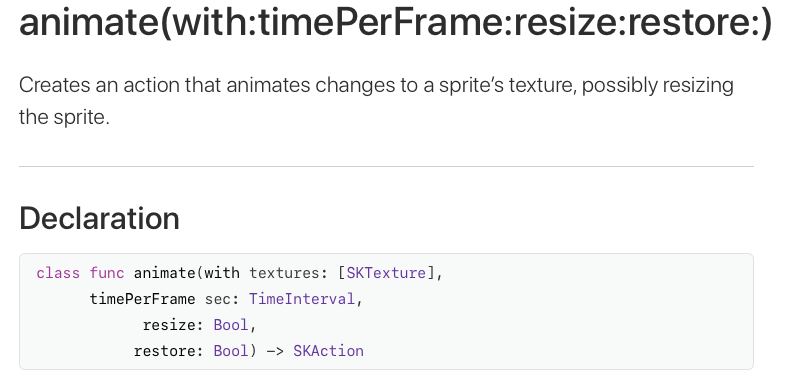 animate(with:timePerFrame:resize:restore:)
Creates an action that animates changes to a sprite’s texture, possibly resizing
the sprite.
Declaration
class func animate(with textures: [SKTexture],
timePerFrame sec: TimeInterval,
resize: Bool,
restore: Bool) -> SKAction